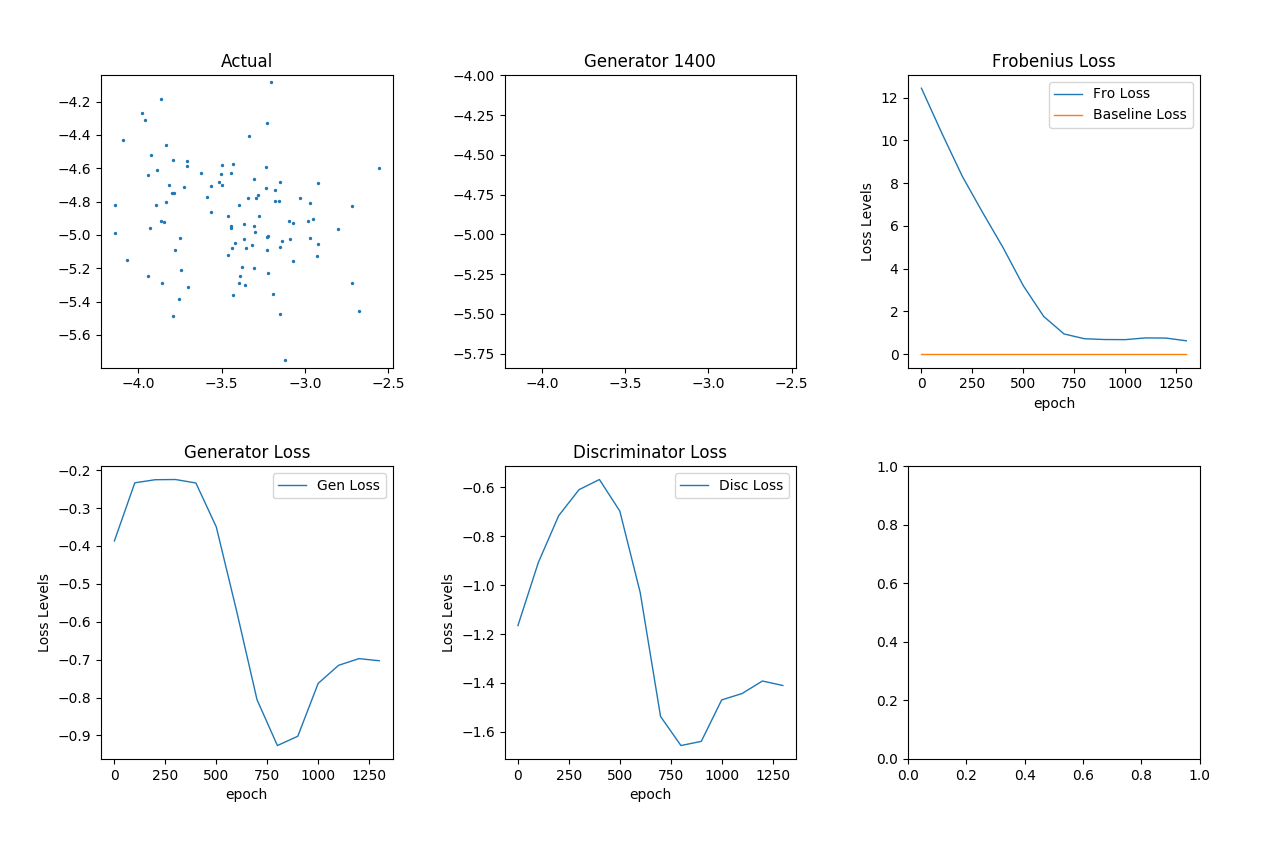 Actual
−4.2
−4.4
−4.6
−4.8
−5.0
−5.2
−5.4
−5.6
−4.0 −3.5 −3.0 −2.5
Generator 1400
−4.00
−4.25
−4.50
−4.75
−5.00
−5.25
−5.50
−5.75
−4.0 −3.5 −3.0 −2.5
Frobenius Loss
Fro Loss
Baseline Loss
Loss Levels
12
10
8
6
4
2
0
0 250 500 750 1000 1250
epoch
Generator Loss
Gen Loss
Loss Levels
−0.2
−0.3
−0.4
−0.5
−0.6
−0.7
−0.8
−0.9
0 250 500 750 1000 1250
epoch
Discriminator Loss
Disc Loss
Loss Levels
−0.6
−0.8
−1.0
−1.2
−1.4
−1.6
0 250 500 750 1000 1250
epoch
1.0
0.8
0.6
0.4
0.2
0.0
0.0 0.2 0.4 0.6 0.8 1.0